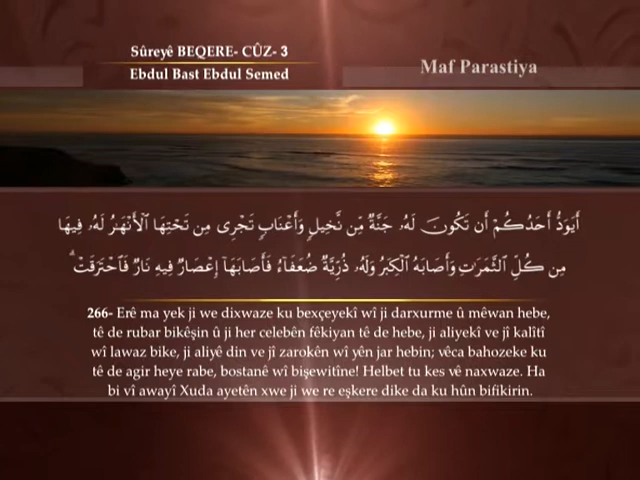 Sûreyê BEQERE- CÛZ- 3
Ebdul Bast Ebdul Semed
Maf Parastiya
أَيَوَدُّ أَحَدُكُمْ أَن تَكُونَ لَهُۥ جَنَّةٌ مِّن نَّخِيلٍ وَأَعْنَابٍ تَجْرِى مِن تَحْتِهَا ٱلْأَنْهَٰرُ لَهُۥ فِيهَا
مِن كُلِّ ٱلثَّمَرَٰتِ وَأَصَابَهُ ٱلْكِبَرُ وَلَهُۥ ذُرِّيَّةٌ ضُعَفَآءُ فَأَصَابَهَآ إِعْصَارٌ فِيهِ نَارٌ فَٱحْتَرَقَتْ ۗ
266- Erê ma yek ji we dixwaze ku bexçeyekî wî ji darxurme û mêwan hebe,
tê de rubar bikêşin û ji her celebên fêkiyan tê de hebe, ji aliyekî ve jî kalîtî
wî lawaz bike, ji aliyê din ve jî zarokên wî yên jar hebin; vêca bahozeke ku
tê de agir heye rabe, bostanê wî bişewitîne! Helbet tu kes vê naxwaze. Ha
bi vî awayî Xuda ayetên xwe ji we re eşkere dike da ku hûn bifikirin.